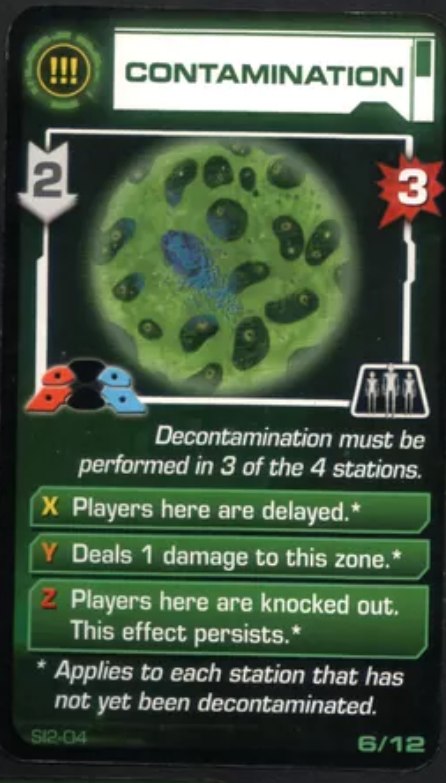 !!!
CONTAMINATION
2
3
Decontamination must be
performed in 3 of the 4 stations.
X Players here are delayed.*
Y Deals 1 damage to this zone.*
Z Players here are knocked out.
This effect persists.*
* Applies to each station that has
not yet been decontaminated.
SI2-04
6/12